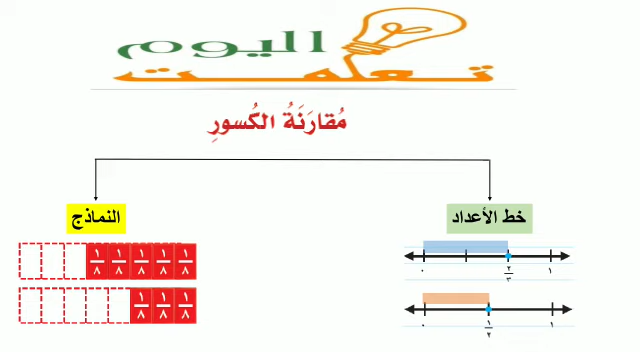 اليوم
تعلمت
مُقارَنَةُ الكُسورِ
خط الأعداد
النماذج
٠ ٢/٣ ١
٠ ١/٢ ١
١/٨ ١/٨ ١/٨ ١/٨ ١/٨
١/٨ ١/٨ ١/٨